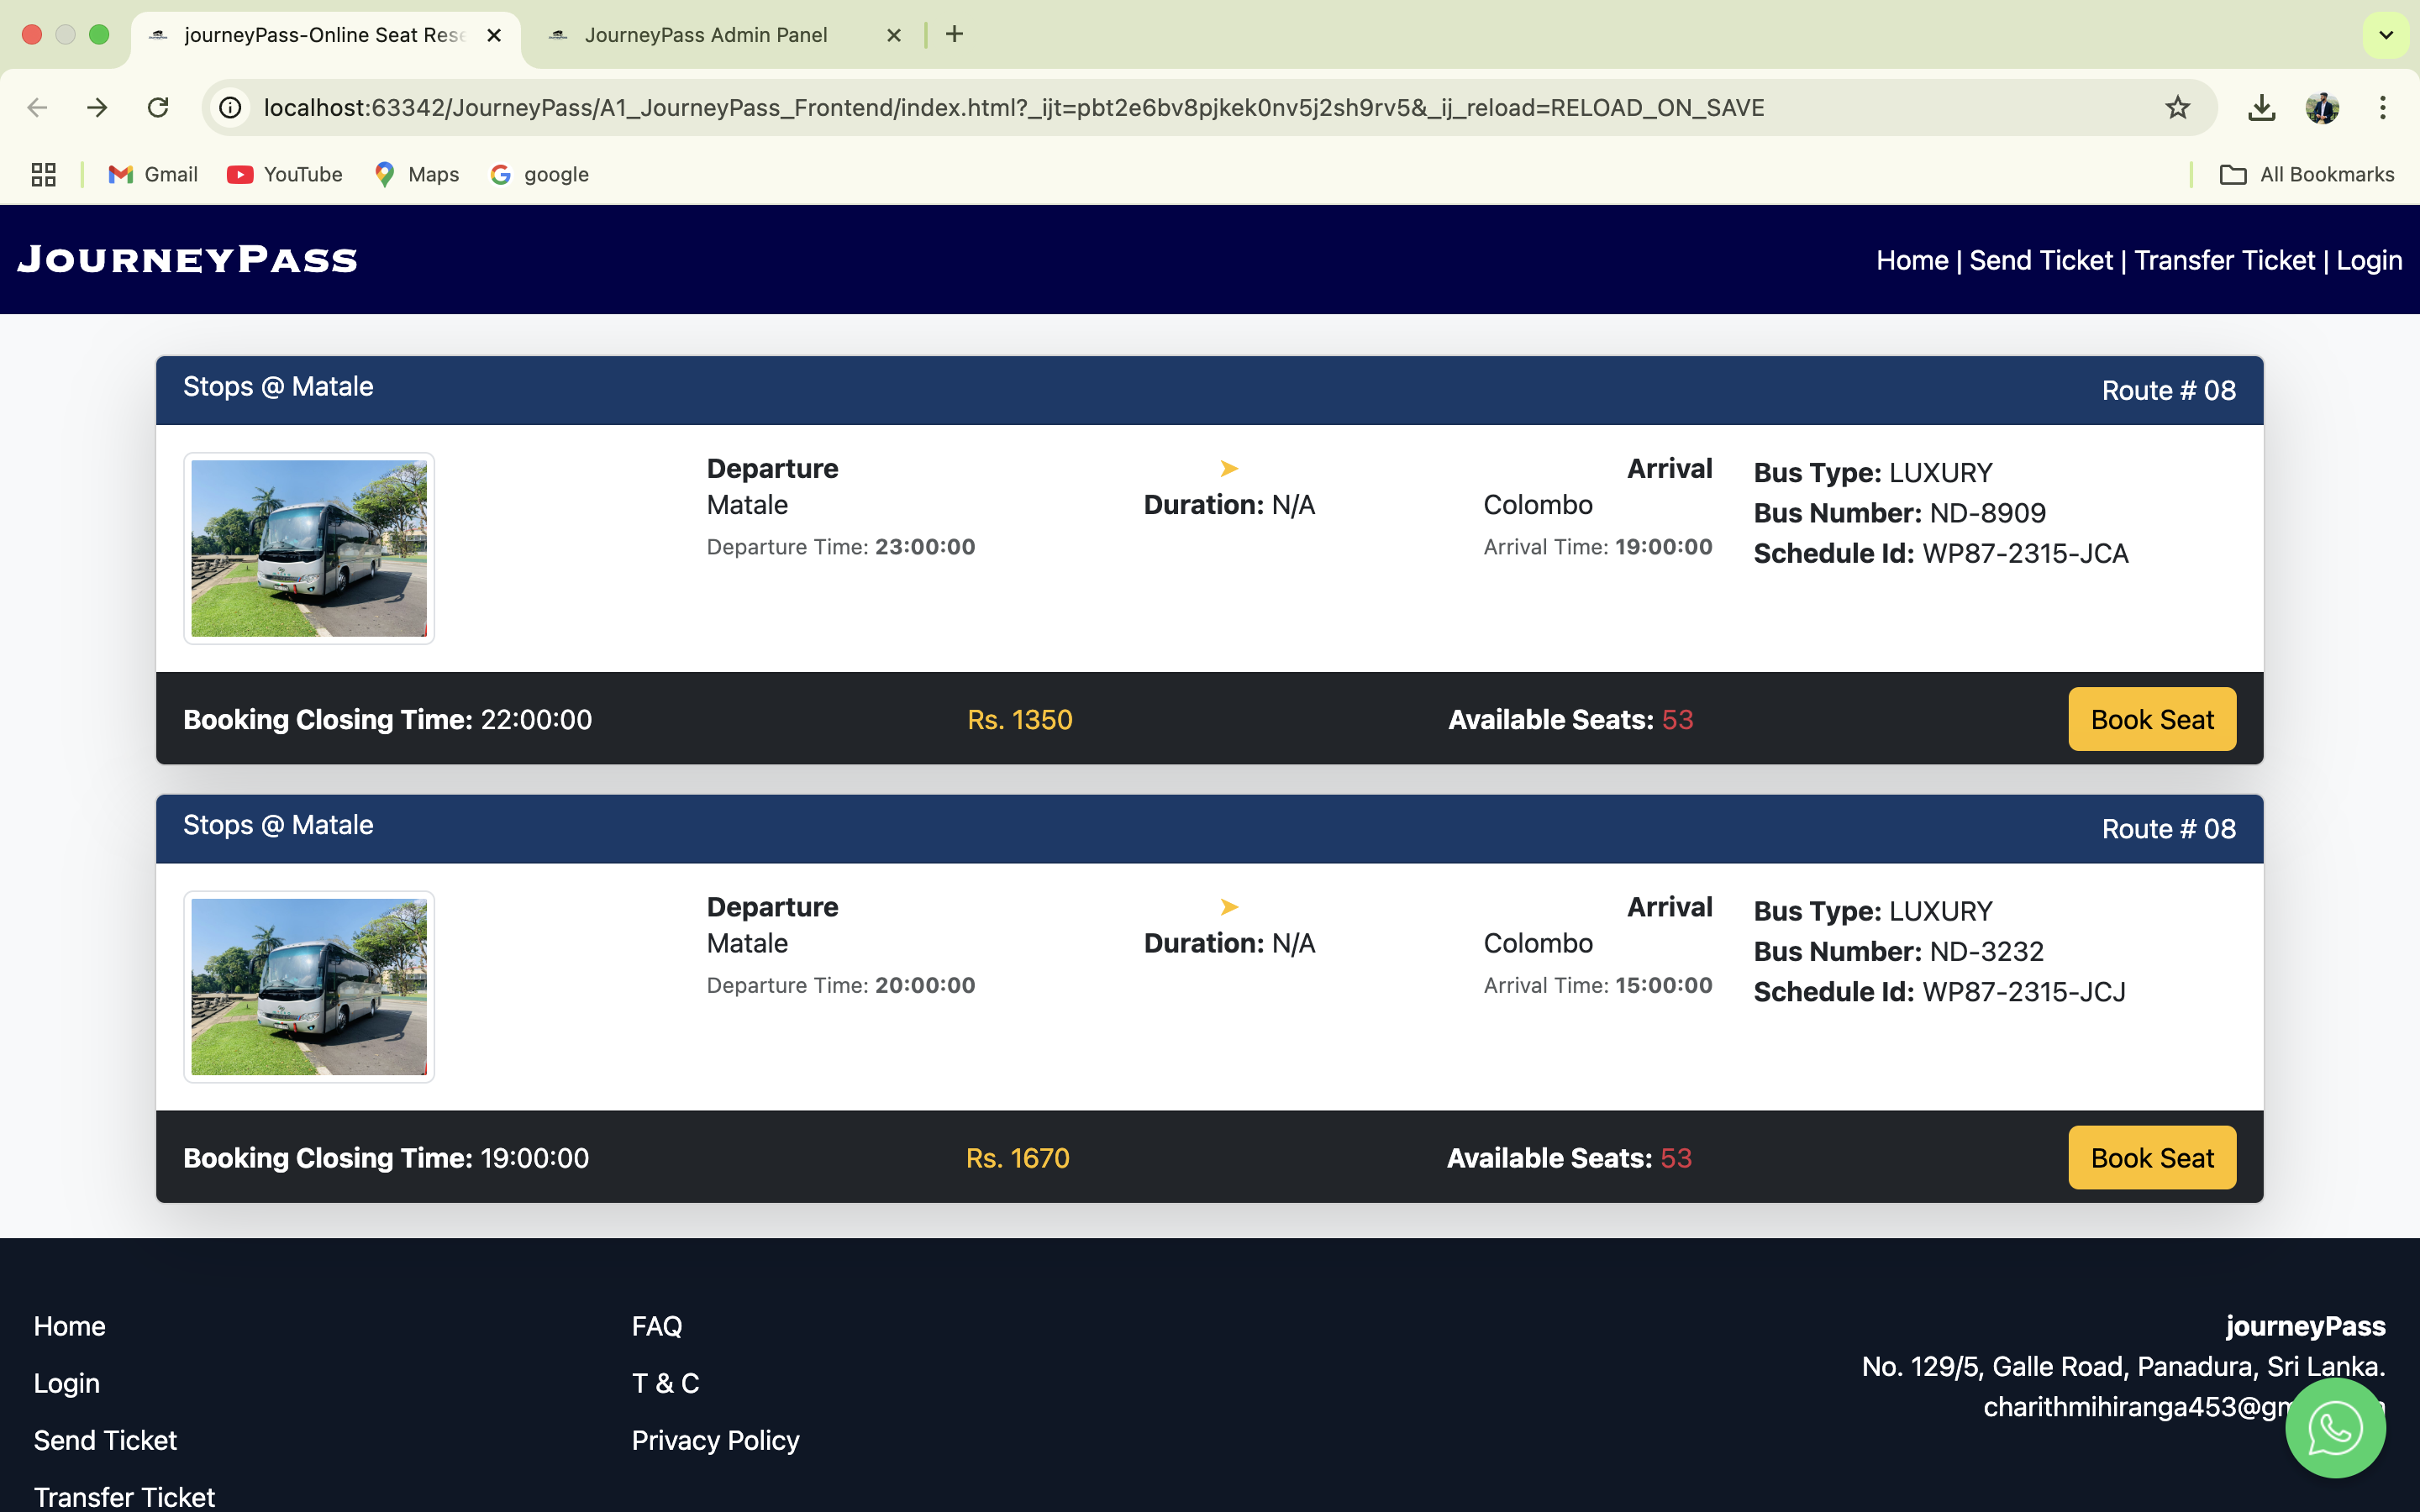 journeyPass-Online Seat Rese
JourneyPass Admin Panel
localhost:63342/JourneyPass/A1_JourneyPass_Frontend/index.html?_ijt=pbt2e6bv8pjkek0nv5j2sh9rv5&_ij_reload=RELOAD_ON_SAVE
Gmail YouTube Maps google All Bookmarks
JourneyPass
Home | Send Ticket | Transfer Ticket | Login
Stops @ Matale Route # 08
Departure Arrival
Matale Duration: N/A Colombo
Departure Time: 23:00:00 Arrival Time: 19:00:00
Bus Type: LUXURY
Bus Number: ND-8909
Schedule Id: WP87-2315-JCA
Booking Closing Time: 22:00:00 Rs. 1350 Available Seats: 53 Book Seat
Stops @ Matale Route # 08
Departure Arrival
Matale Duration: N/A Colombo
Departure Time: 20:00:00 Arrival Time: 15:00:00
Bus Type: LUXURY
Bus Number: ND-3232
Schedule Id: WP87-2315-JCJ
Booking Closing Time: 19:00:00 Rs. 1670 Available Seats: 53 Book Seat
Home
Login
Send Ticket
Transfer Ticket
FAQ
T & C
Privacy Policy
journeyPass
No. 129/5, Galle Road, Panadura, Sri Lanka.